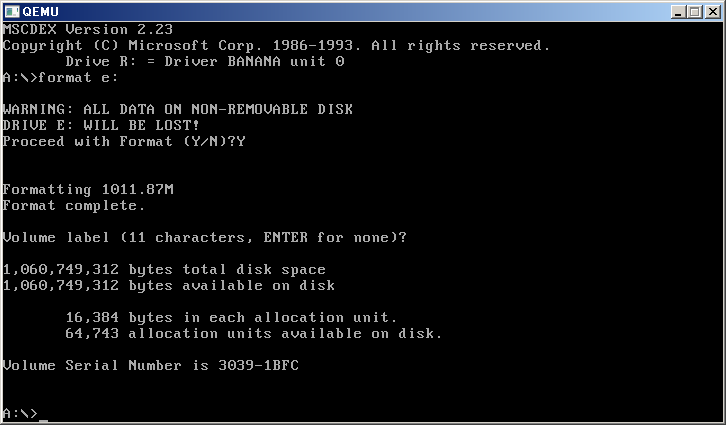 QEMU
MSCDEX Version 2.23
Copyright (C) Microsoft Corp. 1986-1993. All rights reserved.
        Drive R: = Driver BANANA unit 0
A:\>format e:
WARNING: ALL DATA ON NON-REMOVABLE DISK
DRIVE E: WILL BE LOST!
Proceed with Format (Y/N)?Y
Formatting 1011.87M
Format complete.
Volume label (11 characters, ENTER for none)?
1,060,749,312 bytes total disk space
1,060,749,312 bytes available on disk
        16,384 bytes in each allocation unit.
        64,743 allocation units available on disk.
Volume Serial Number is 3039-1BFC
A:\>_